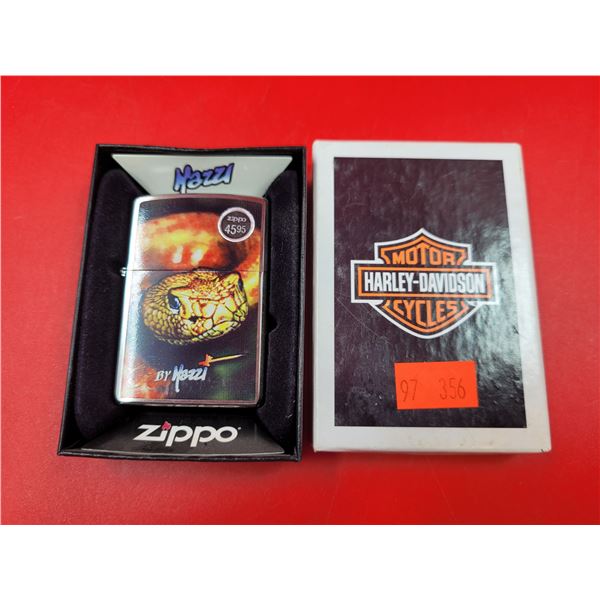 Mazzi
zippo
45.95
BY Mazzi
zippo
MOTOR
HARLEY-DAVIDSON
CYCLES
97 356